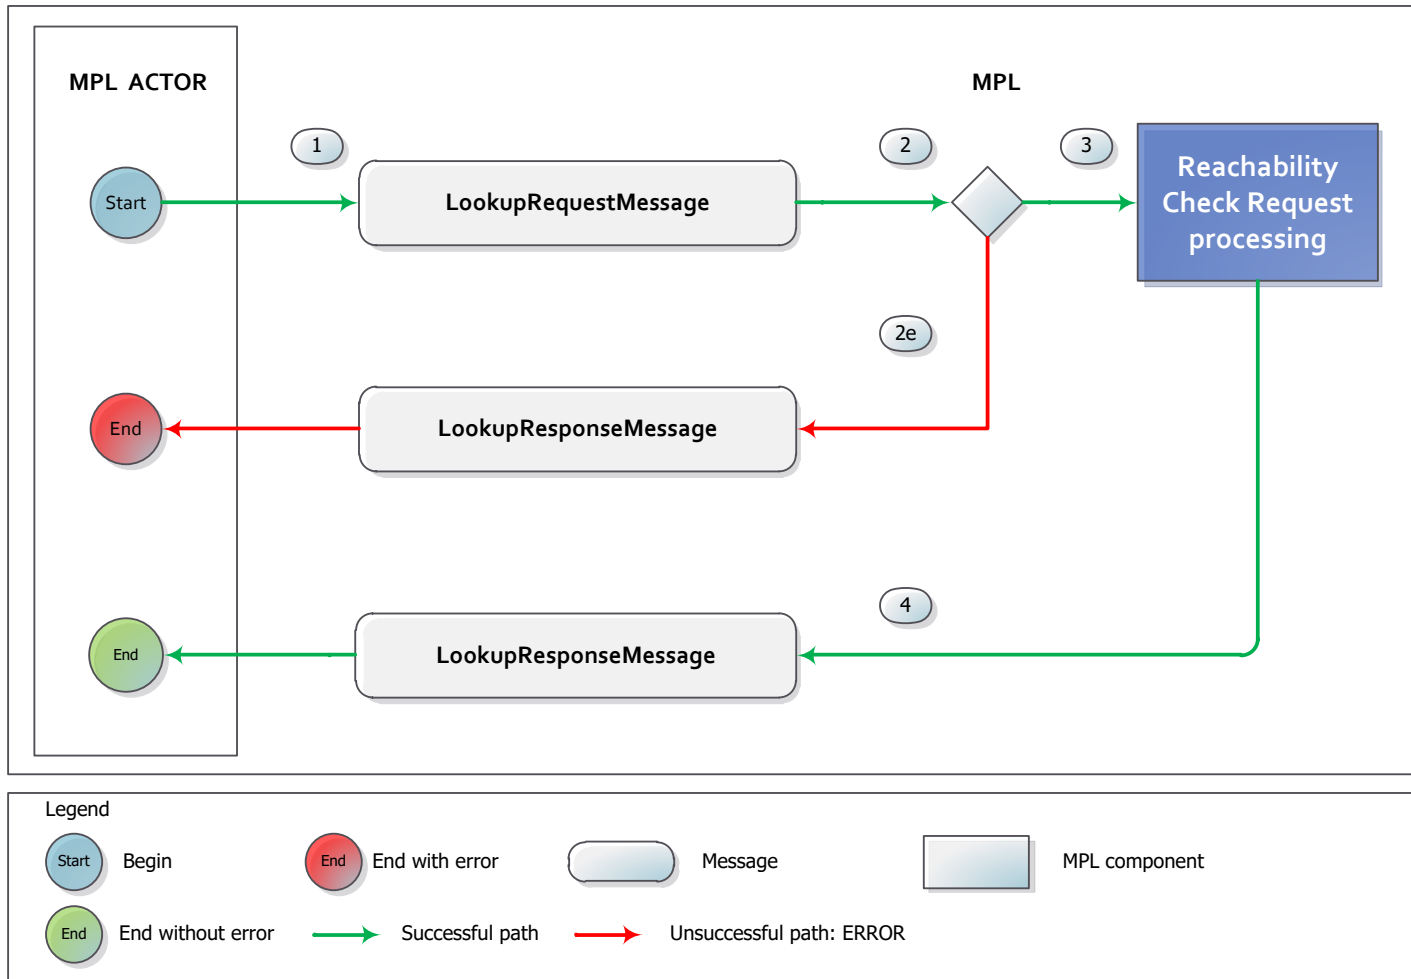 MPL ACTOR
MPL
1
2
3
Start
LookupRequestMessage
Reachability
Check Request
processing
2e
End
LookupResponseMessage
4
End
LookupResponseMessage
Legend
Start
Begin
End
End with error
Message
MPL component
End
End without error
Successful path
Unsuccessful path: ERROR